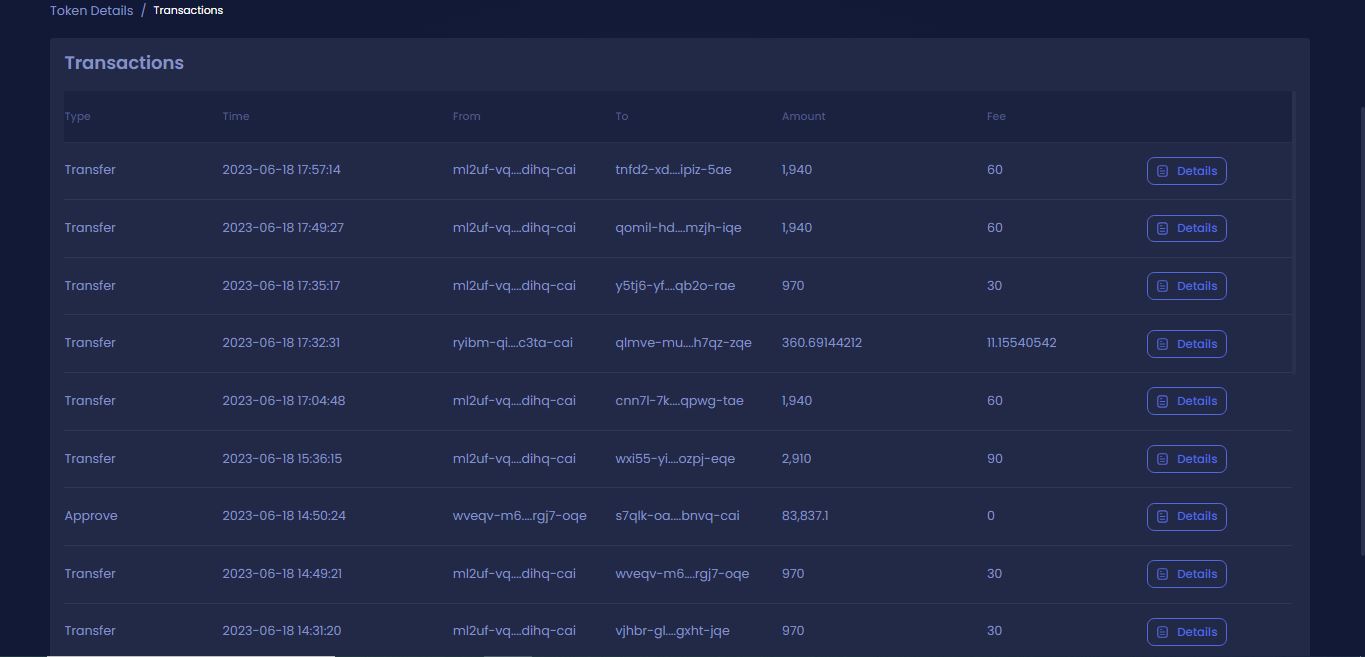 Token Details / Transactions
Transactions
Type Time From To Amount Fee
Transfer 2023-06-18 17:57:14 ml2uf-vq....dihq-cai tnfd2-xd....ipiz-5ae 1,940 60 Details
Transfer 2023-06-18 17:49:27 ml2uf-vq....dihq-cai qomil-hd....mzjh-iqe 1,940 60 Details
Transfer 2023-06-18 17:35:17 ml2uf-vq....dihq-cai y5tj6-yf....qb2o-rae 970 30 Details
Transfer 2023-06-18 17:32:31 ryibm-qi....c3ta-cai qlmve-mu....h7qz-zqe 360.69144212 11.15540542 Details
Transfer 2023-06-18 17:04:48 ml2uf-vq....dihq-cai cnn7l-7k....qpwg-tae 1,940 60 Details
Transfer 2023-06-18 15:36:15 ml2uf-vq....dihq-cai wxi55-yi....ozpj-eqe 2,910 90 Details
Approve 2023-06-18 14:50:24 wveqv-m6....rgj7-oqe s7qlk-oa....bnvq-cai 83,837.1 0 Details
Transfer 2023-06-18 14:49:21 ml2uf-vq....dihq-cai wveqv-m6....rgj7-oqe 970 30 Details
Transfer 2023-06-18 14:31:20 ml2uf-vq....dihq-cai vjhbr-gl....gxht-jqe 970 30 Details